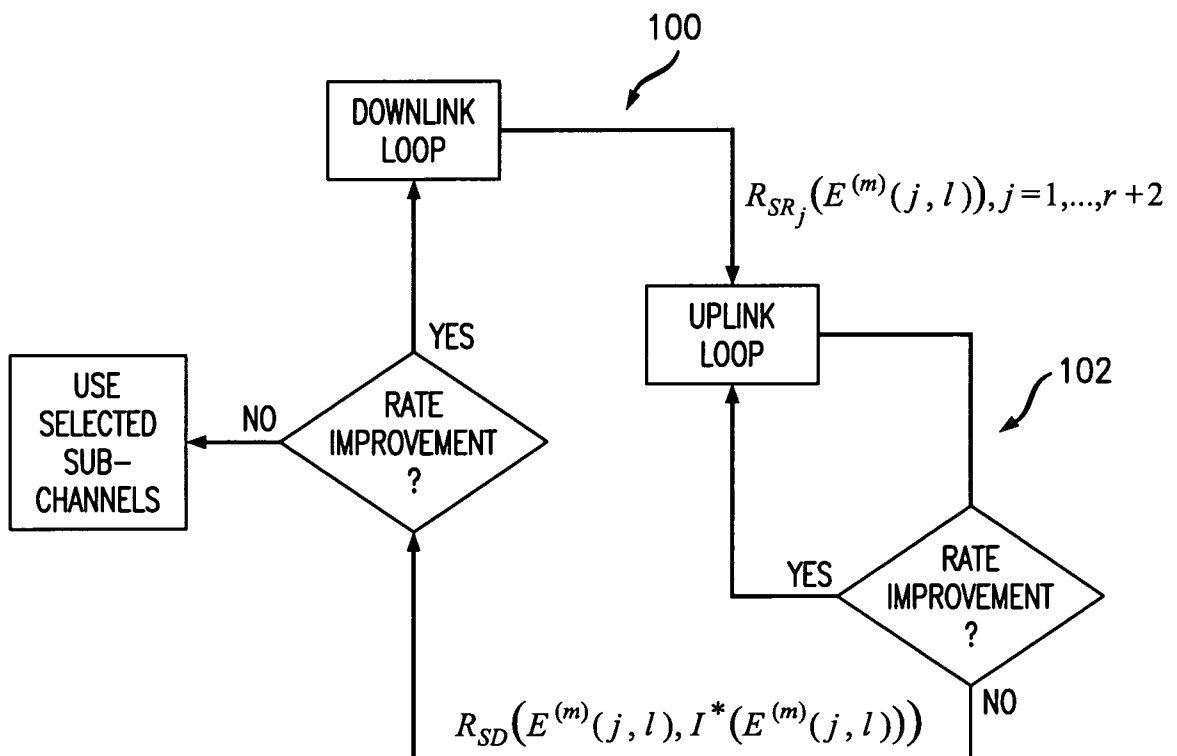 100
DOWNLINK
LOOP
R_{SR_j}(E^{(m)}(j, l)), j=1,...,r+2
UPLINK
LOOP
YES
102
USE
SELECTED
SUB-
CHANNELS
NO
RATE
IMPROVEMENT
?
YES
RATE
IMPROVEMENT
?
NO
R_{SD}(E^{(m)}(j, l), I^*(E^{(m)}(j, l)))